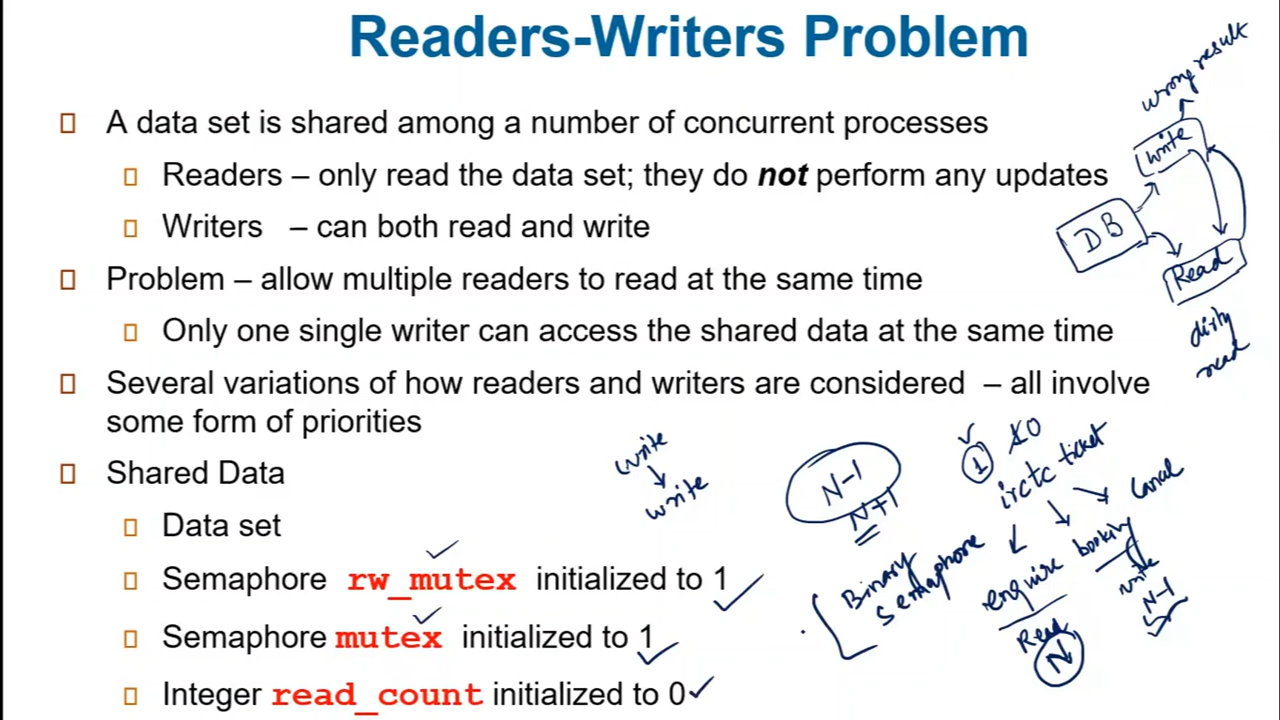 Readers-Writers Problem
A data set is shared among a number of concurrent processes
Readers – only read the data set; they do not perform any updates
Writers – can both read and write
Problem – allow multiple readers to read at the same time
Only one single writer can access the shared data at the same time
Several variations of how readers and writers are considered – all involve
some form of priorities
Shared Data
Data set
Semaphore rw_mutex initialized to 1
Semaphore mutex initialized to 1
Integer read_count initialized to 0
wrong result
write
DB
Read
dirty
read
write
write
N-1
N+1
1
irctc ticket
enquire
booking
Read
N
write
N-1
Binary
Semaphore